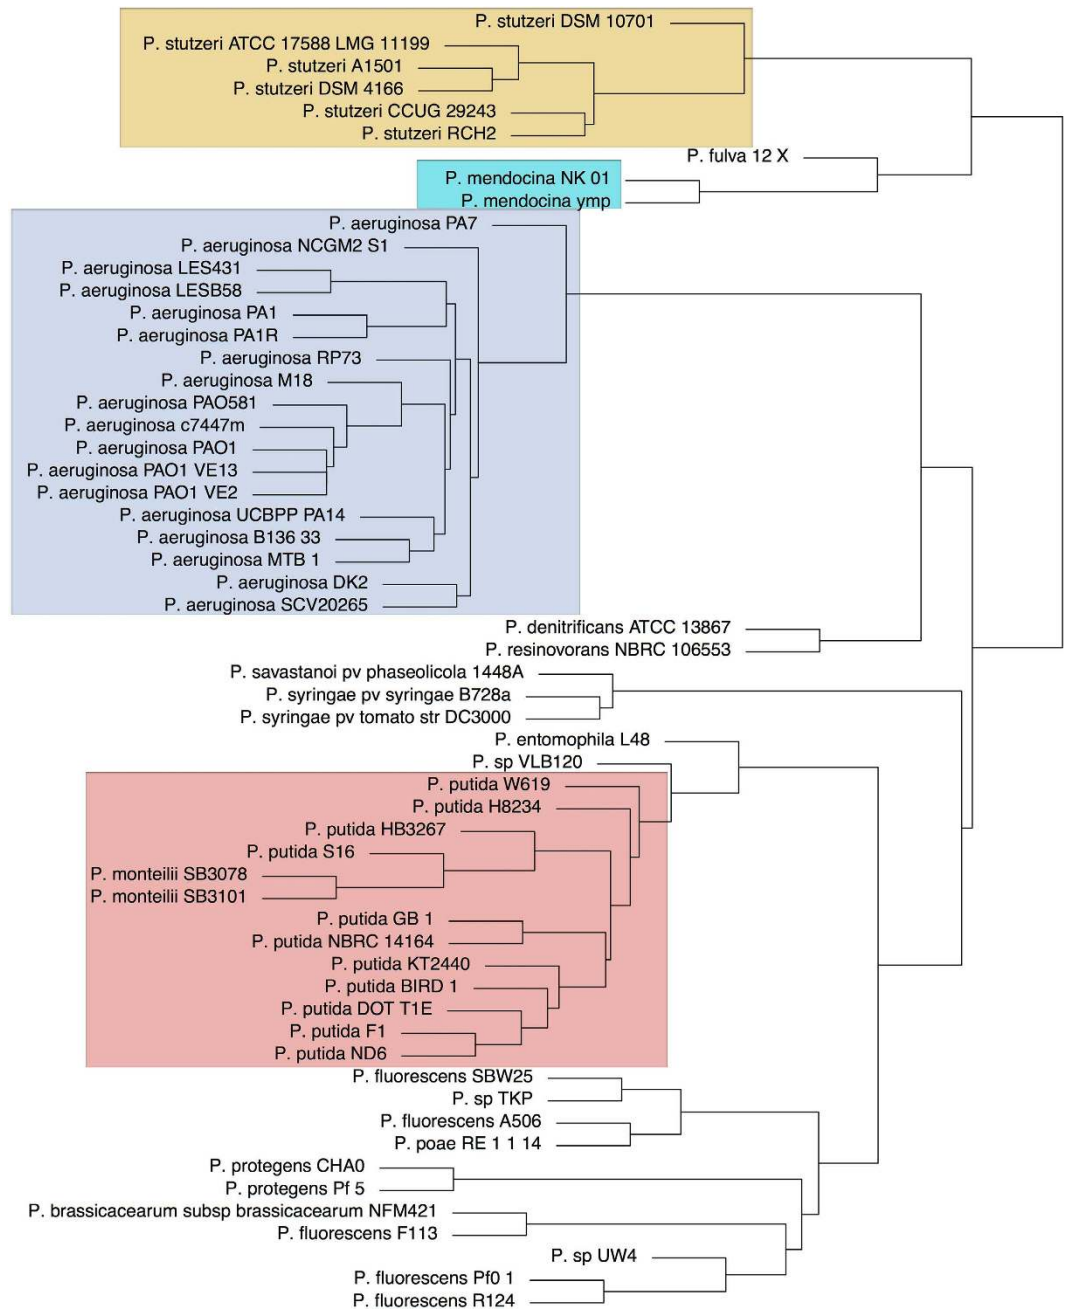 P. stutzeri DSM 10701
P. stutzeri ATCC 17588 LMG 11199
P. stutzeri A1501
P. stutzeri DSM 4166
P. stutzeri CCUG 29243
P. stutzeri RCH2
P. fulva 12 X
P. mendocina NK 01
P. mendocina ymp
P. aeruginosa PA7
P. aeruginosa NCGM2 S1
P. aeruginosa LES431
P. aeruginosa LESB58
P. aeruginosa PA1
P. aeruginosa PA1R
P. aeruginosa RP73
P. aeruginosa M18
P. aeruginosa PAO581
P. aeruginosa c7447m
P. aeruginosa PAO1
P. aeruginosa PAO1 VE13
P. aeruginosa PAO1 VE2
P. aeruginosa UCBPP PA14
P. aeruginosa B136 33
P. aeruginosa MTB 1
P. aeruginosa DK2
P. aeruginosa SCV20265
P. denitrificans ATCC 13867
P. resinovorans NBRC 106553
P. savastanoi pv phaseolicola 1448A
P. syringae pv syringae B728a
P. syringae pv tomato str DC3000
P. entomophila L48
P. sp VLB120
P. putida W619
P. putida H8234
P. putida HB3267
P. putida S16
P. monteilii SB3078
P. monteilii SB3101
P. putida GB 1
P. putida NBRC 14164
P. putida KT2440
P. putida BIRD 1
P. putida DOT T1E
P. putida F1
P. putida ND6
P. fluorescens SBW25
P. sp TKP
P. fluorescens A506
P. poae RE 1 1 14
P. protegens CHA0
P. protegens Pf 5
P. brassicacearum subsp brassicacearum NFM421
P. fluorescens F113
P. sp UW4
P. fluorescens Pf0 1
P. fluorescens R124